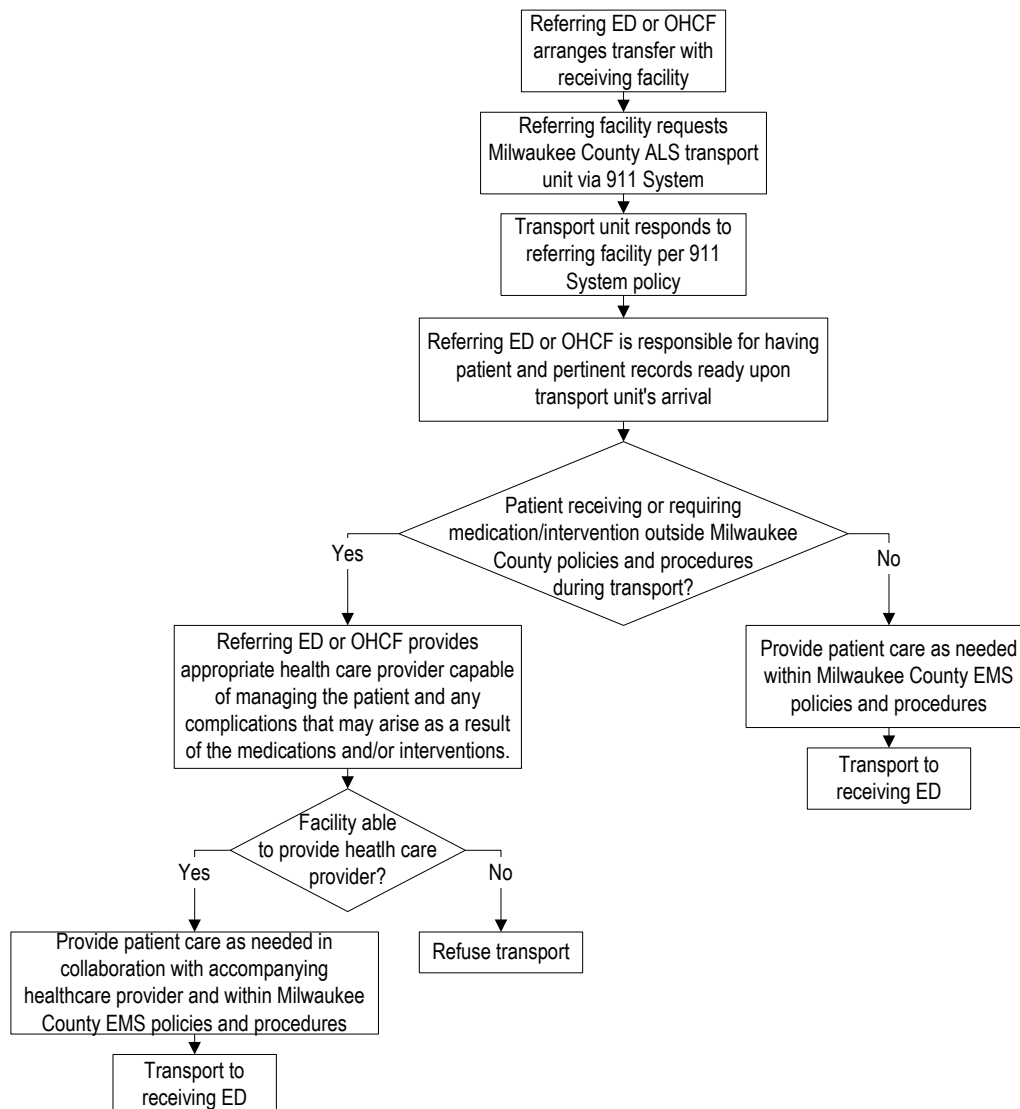 Referring ED or OHCF
arranges transfer with
receiving facility
Referring facility requests
Milwaukee County ALS transport
unit via 911 System
Transport unit responds to
referring facility per 911
System policy
Referring ED or OHCF is responsible for having
patient and pertinent records ready upon
transport unit's arrival
Patient receiving or requiring
medication/intervention outside Milwaukee
County policies and procedures
during transport?
Yes
No
Referring ED or OHCF provides
appropriate health care provider capable
of managing the patient and any
complications that may arise as a result
of the medications and/or interventions.
Provide patient care as needed
within Milwaukee County EMS
policies and procedures
Transport to
receiving ED
Facility able
to provide heath care
provider?
Yes
No
Provide patient care as needed in
collaboration with accompanying
healthcare provider and within Milwaukee
County EMS policies and procedures
Refuse transport
Transport to
receiving ED